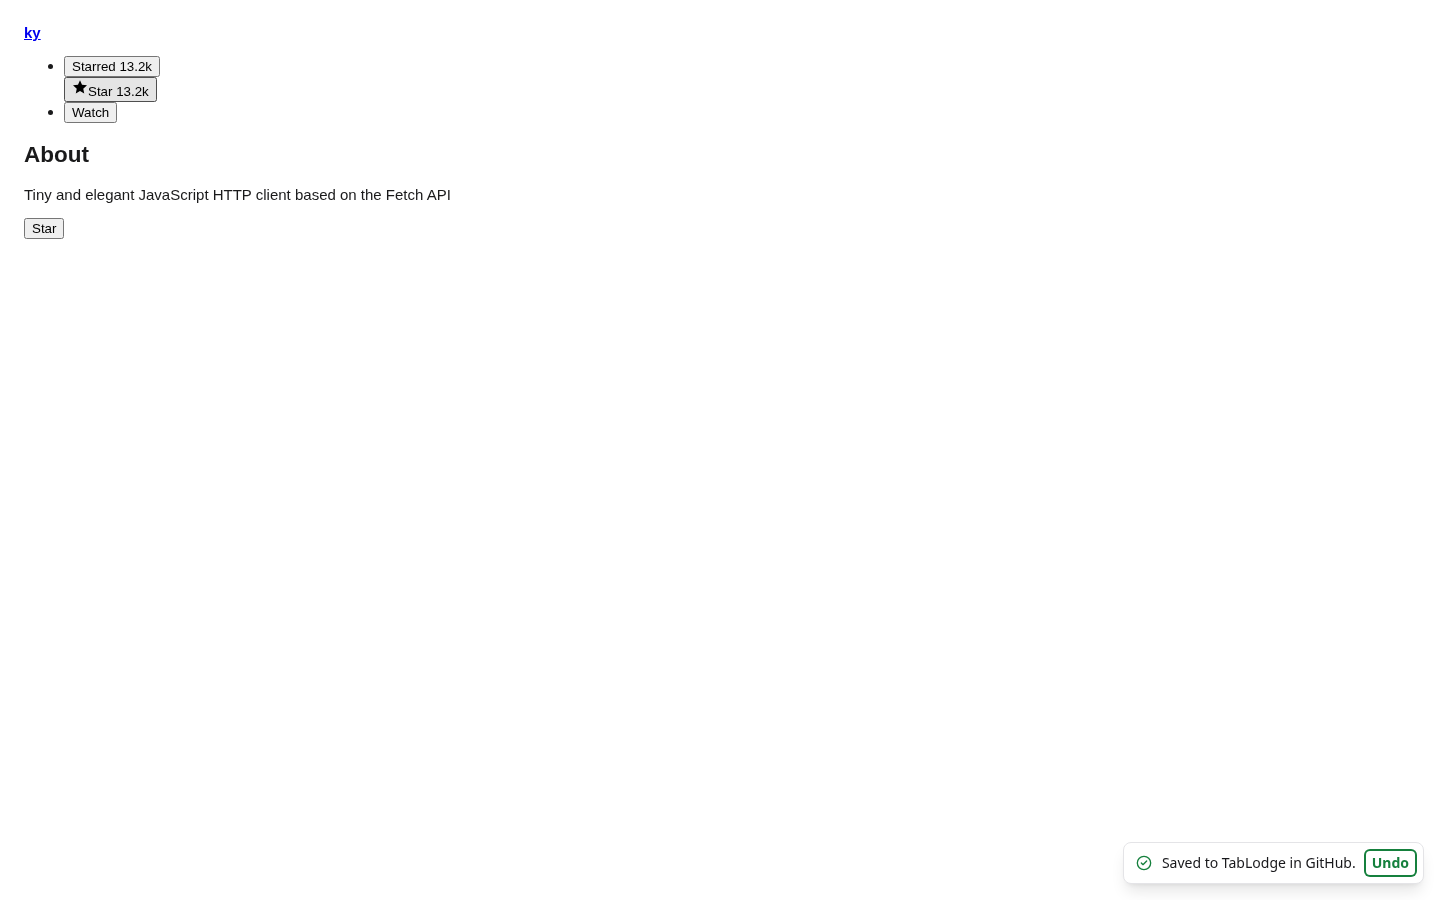 ky
Starred 13.2k
Star 13.2k
Watch
About
Tiny and elegant JavaScript HTTP client based on the Fetch API
Star
Saved to TabLodge in GitHub. Undo